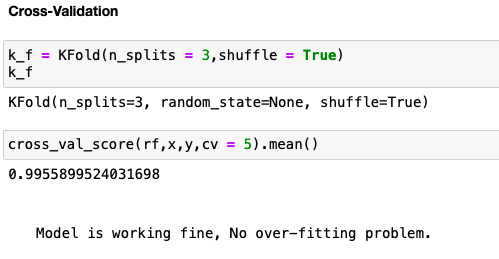 Cross-Validation
k_f = KFold(n_splits = 3,shuffle = True)
k_f
KFold(n_splits=3, random_state=None, shuffle=True)
cross_val_score(rf,x,y,cv = 5).mean()
0.9955899524031698
Model is working fine, No over-fitting problem.